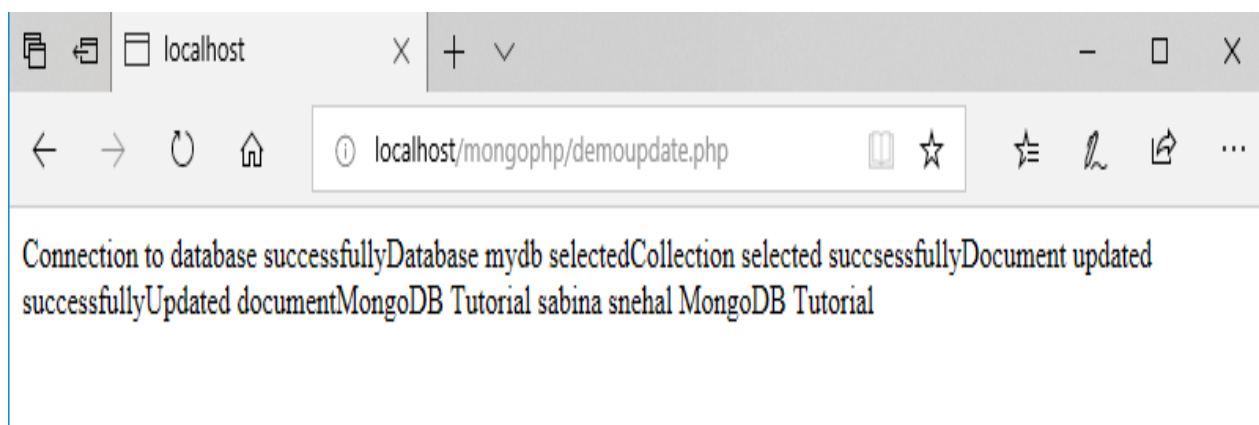 localhost
localhost/mongophp/demoupdate.php
Connection to database successfullyDatabase mydb selectedCollection selected succsessfullyDocument updated
successfullyUpdated documentMongoDB Tutorial sabina snehal MongoDB Tutorial